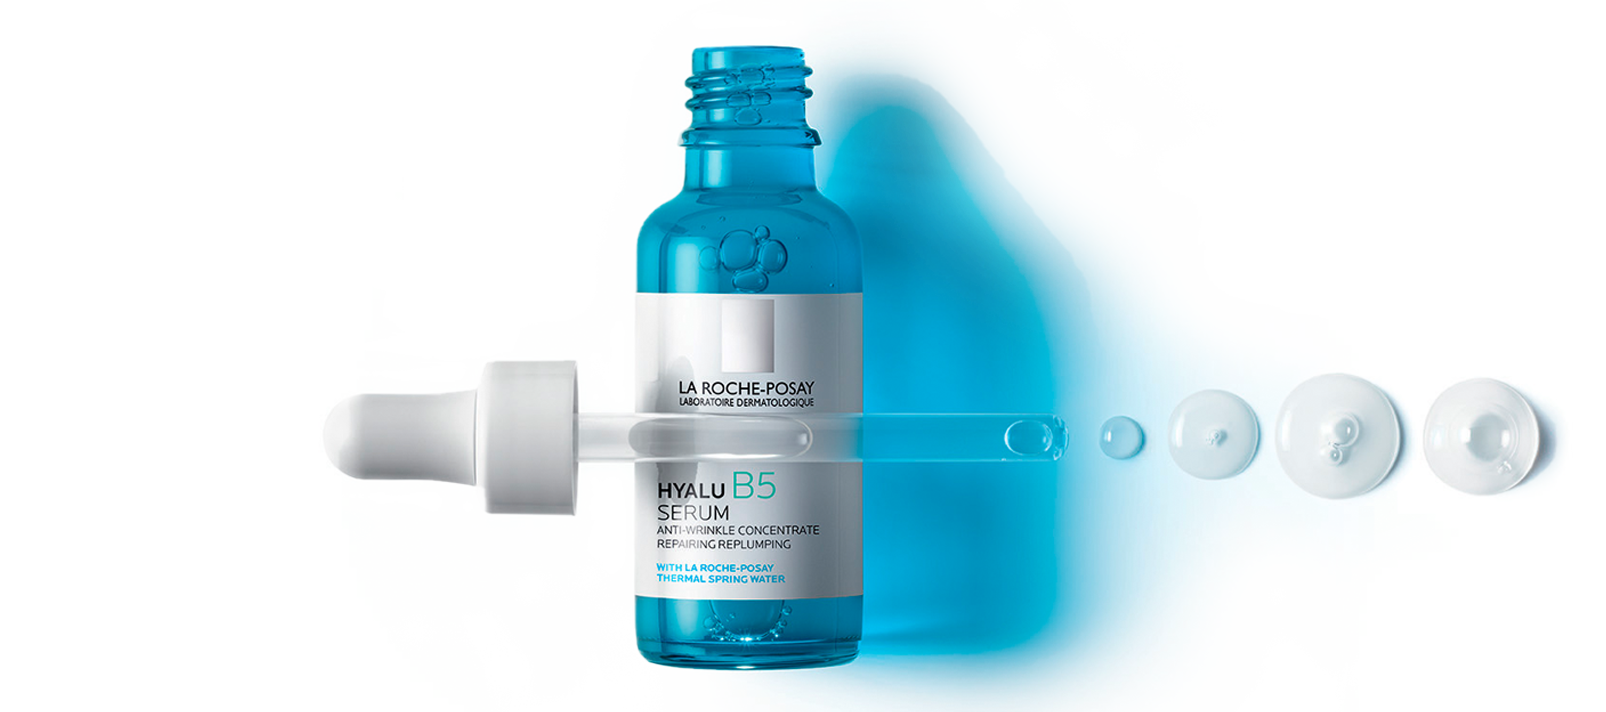 LA ROCHE-POSAY
LABORATOIRE DERMATOLOGIQUE
HYALU B5
SERUM
ANTI-WRINKLE CONCENTRATE
REPAIRING REPLUMPING
WITH LA ROCHE-POSAY
THERMAL SPRING WATER